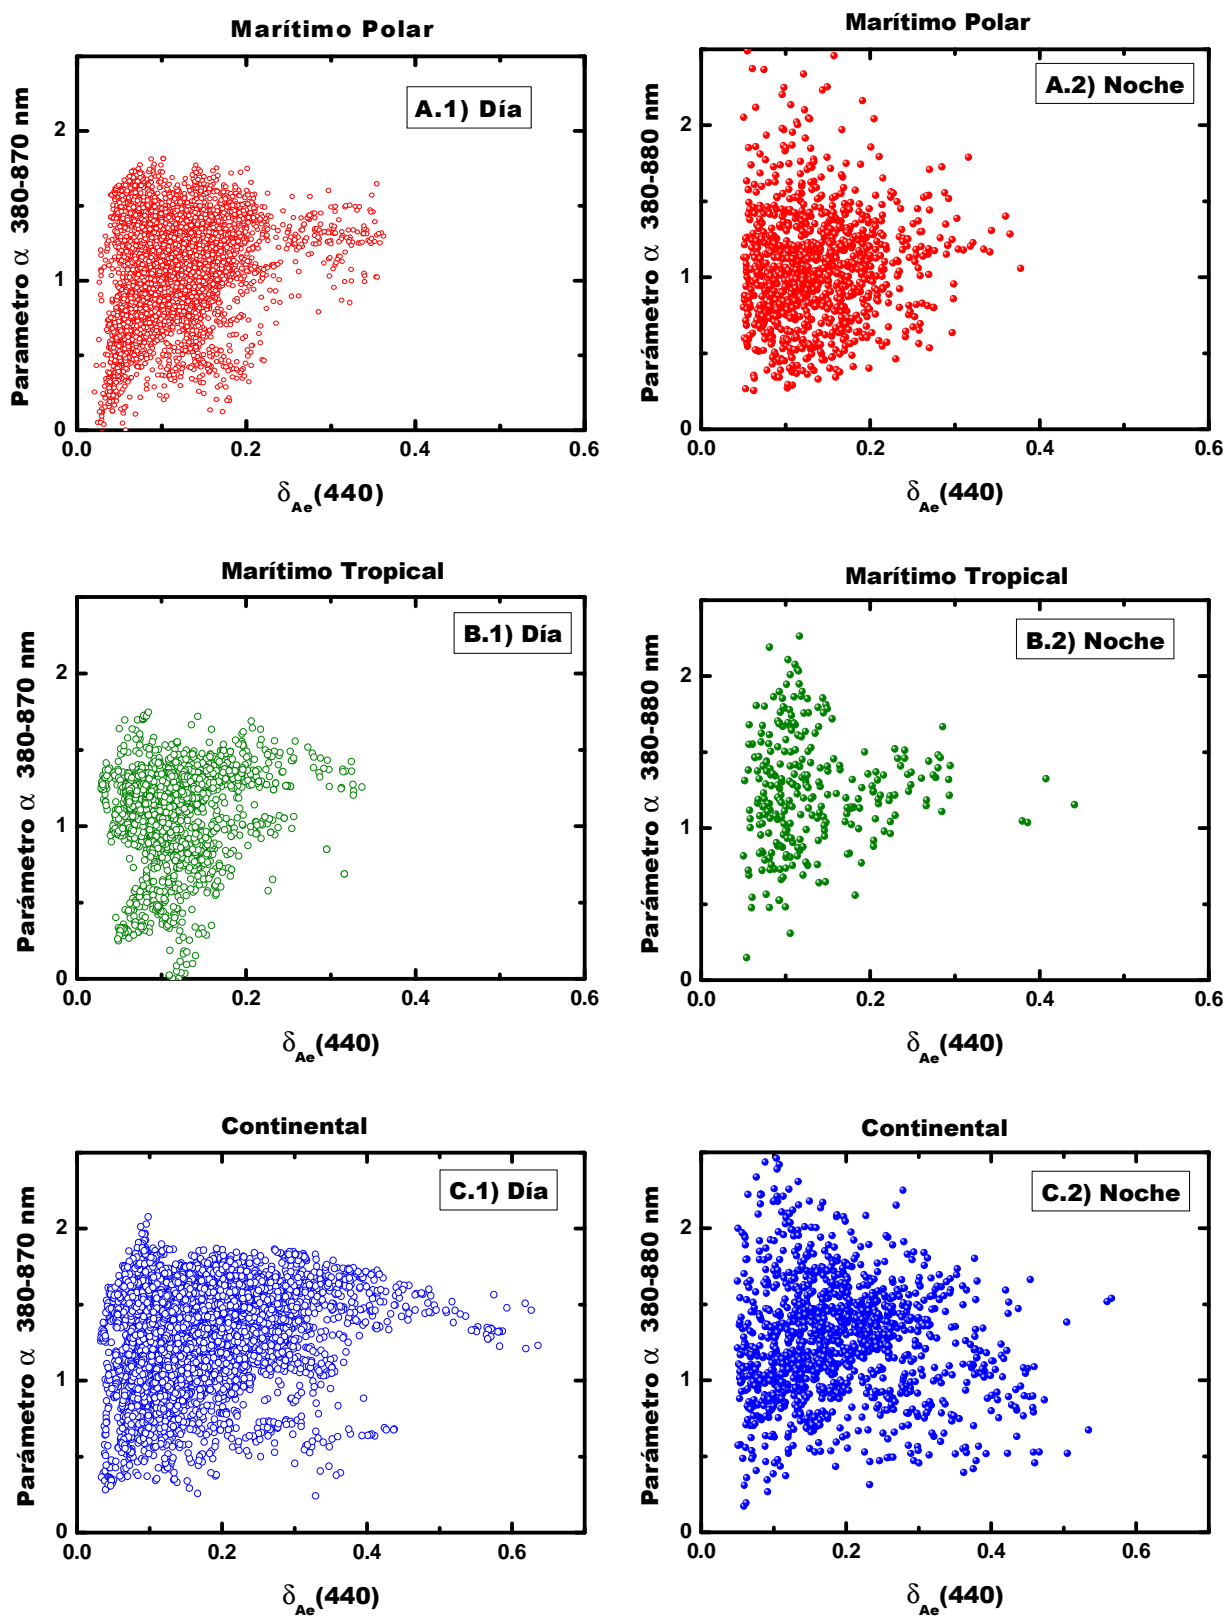 Marítimo Polar
A.1) Día
Parametro α 380-870 nm
2
1
0
0.0 0.2 0.4 0.6
δAe(440)
Marítimo Polar
A.2) Noche
Parámetro α 380-880 nm
2
1
0
0.0 0.2 0.4 0.6
δAe(440)
Marítimo Tropical
B.1) Día
Parámetro α 380-870 nm
2
1
0
0.0 0.2 0.4 0.6
δAe(440)
Marítimo Tropical
B.2) Noche
Parámetro α 380-880 nm
2
1
0
0.0 0.2 0.4 0.6
δAe(440)
Continental
C.1) Día
Parámetro α 380-870 nm
2
1
0
0.0 0.2 0.4 0.6
δAe(440)
Continental
C.2) Noche
Parámetro α 380-880 nm
2
1
0
0.0 0.2 0.4 0.6
δAe(440)